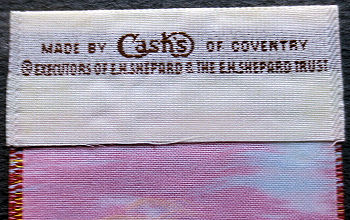 MADE BY Cash's OF COVENTRY
© EXECUTORS OF E.H. SHEPARD & THE E.H. SHEPARD TRUST